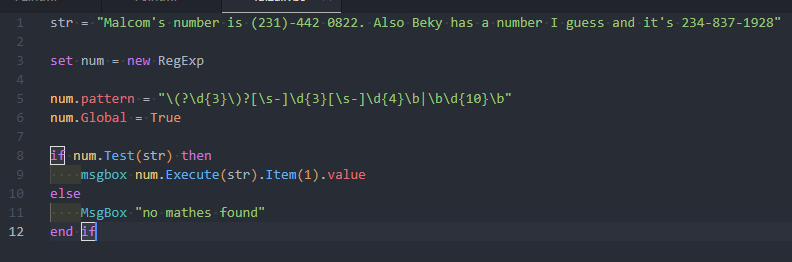 1 str = "Malcom's number is (231)-442 0822. Also Beky has a number I guess and it's 234-837-1928"
2
3 set num = new RegExp
4
5 num.pattern = "\(?\d{3}\)?[\s-]\d{3}[\s-]\d{4}\b|\b\d{10}\b"
6 num.Global = True
7
8 if num.Test(str) then
9 msgbox num.Execute(str).Item(1).value
10 else
11 MsgBox "no mathes found"
12 end if